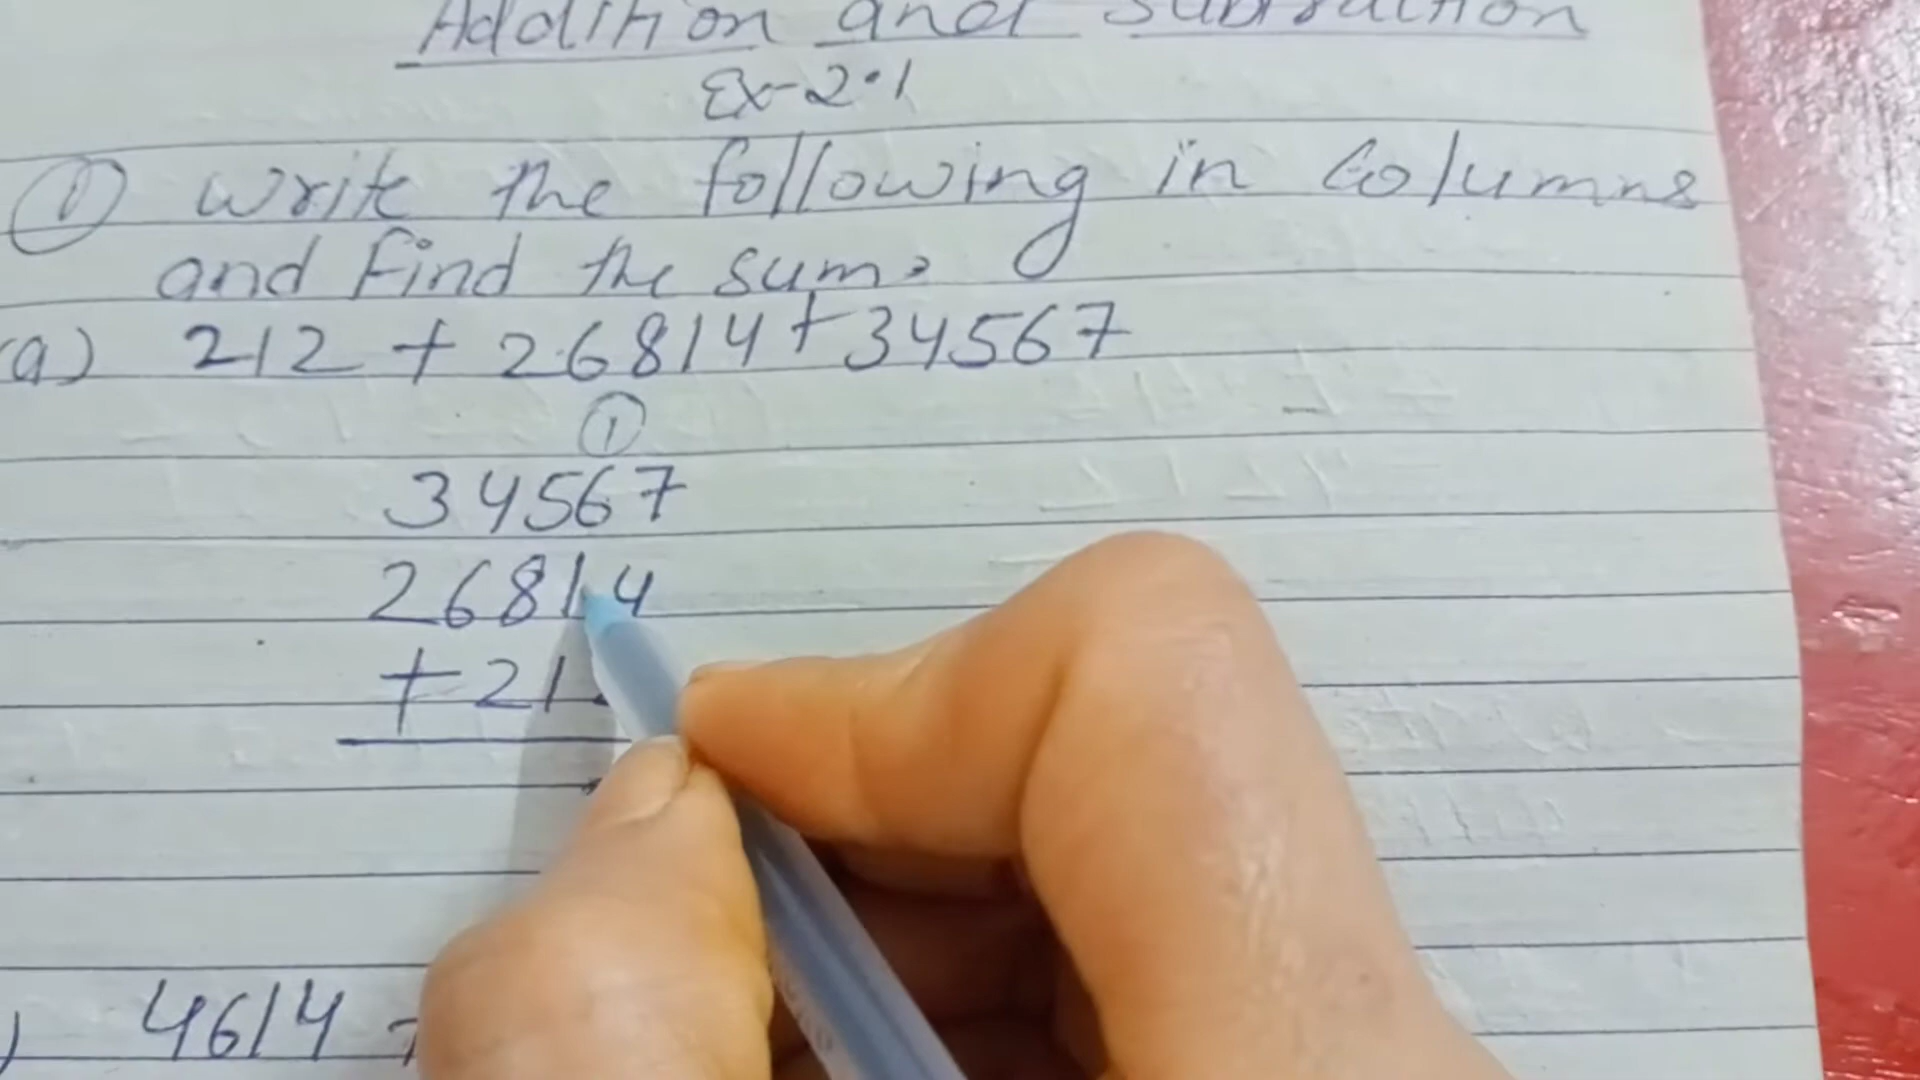 Addition and Subtraction
Ex-2.1
① Write the following in Columns
and find the sum.
(a) 212 + 26814 + 34567
①
34567
26814
+ 21
4614